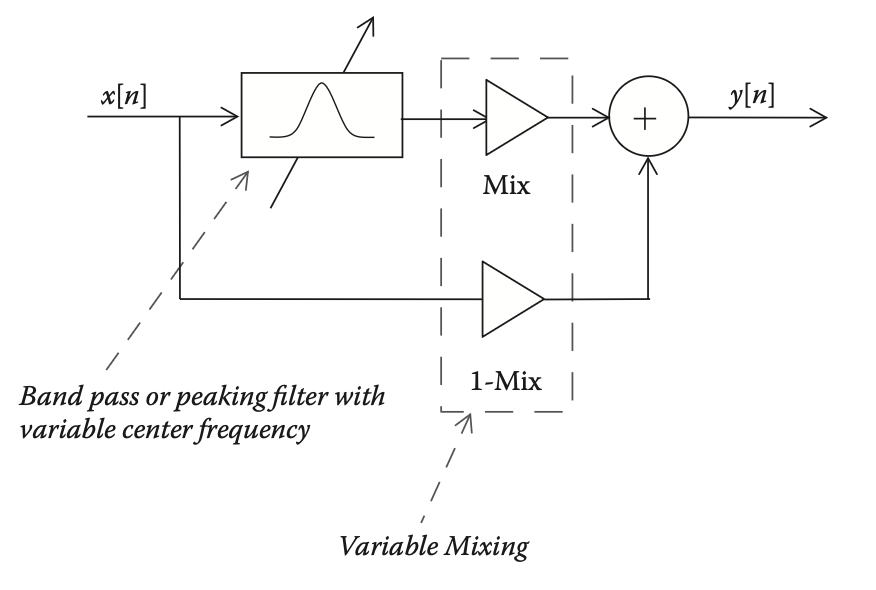 x[n]
y[n]
+
Mix
1-Mix
Band pass or peaking filter with
variable center frequency
Variable Mixing